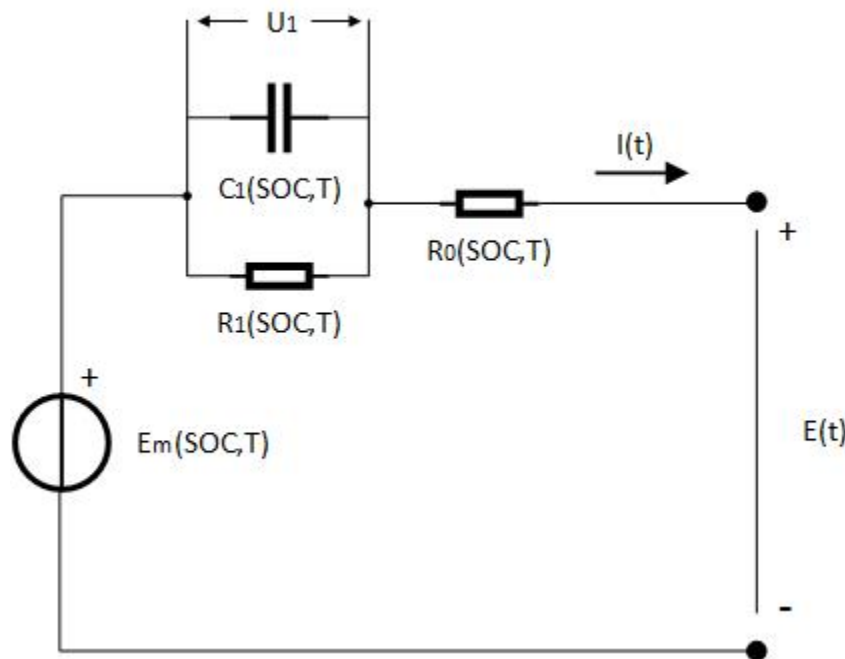 U1
C1(SOC,T)
I(t)
R0(SOC,T)
+
R1(SOC,T)
+
Em(SOC,T)
E(t)
-